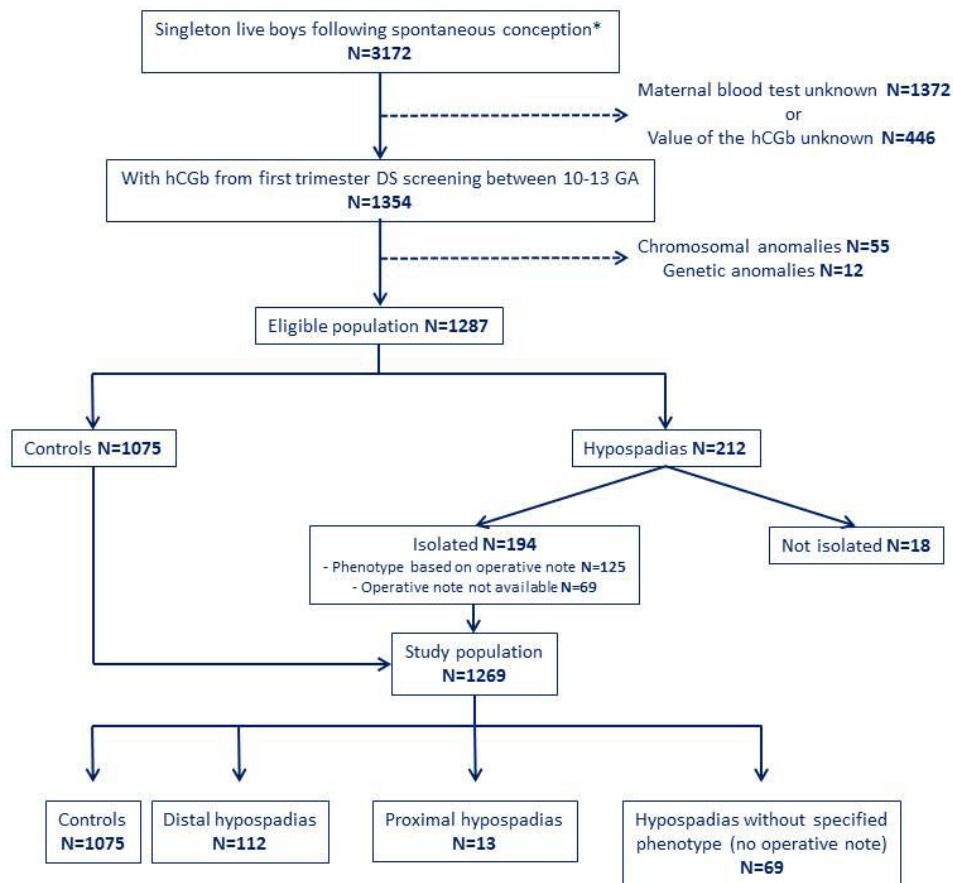 Singleton live boys following spontaneous conception*
N=3172
Maternal blood test unknown N=1372
or
Value of the hCGb unknown N=446
With hCGb from first trimester DS screening between 10-13 GA
N=1354
Chromosomal anomalies N=55
Genetic anomalies N=12
Eligible population N=1287
Controls N=1075
Hypospadias N=212
Isolated N=194
- Phenotype based on operative note N=125
- Operative note not available N=69
Not isolated N=18
Study population
N=1269
Controls
N=1075
Distal hypospadias
N=112
Proximal hypospadias
N=13
Hypospadias without specified
phenotype (no operative note)
N=69